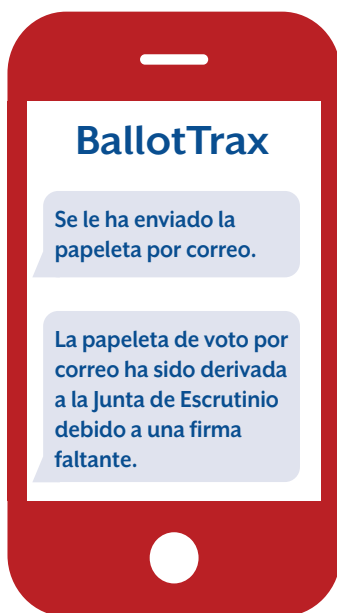 BallotTrax
Se le ha enviado la
papeleta por correo.
La papeleta de voto por
correo ha sido derivada
a la Junta de Escrutinio
debido a una firma
faltante.